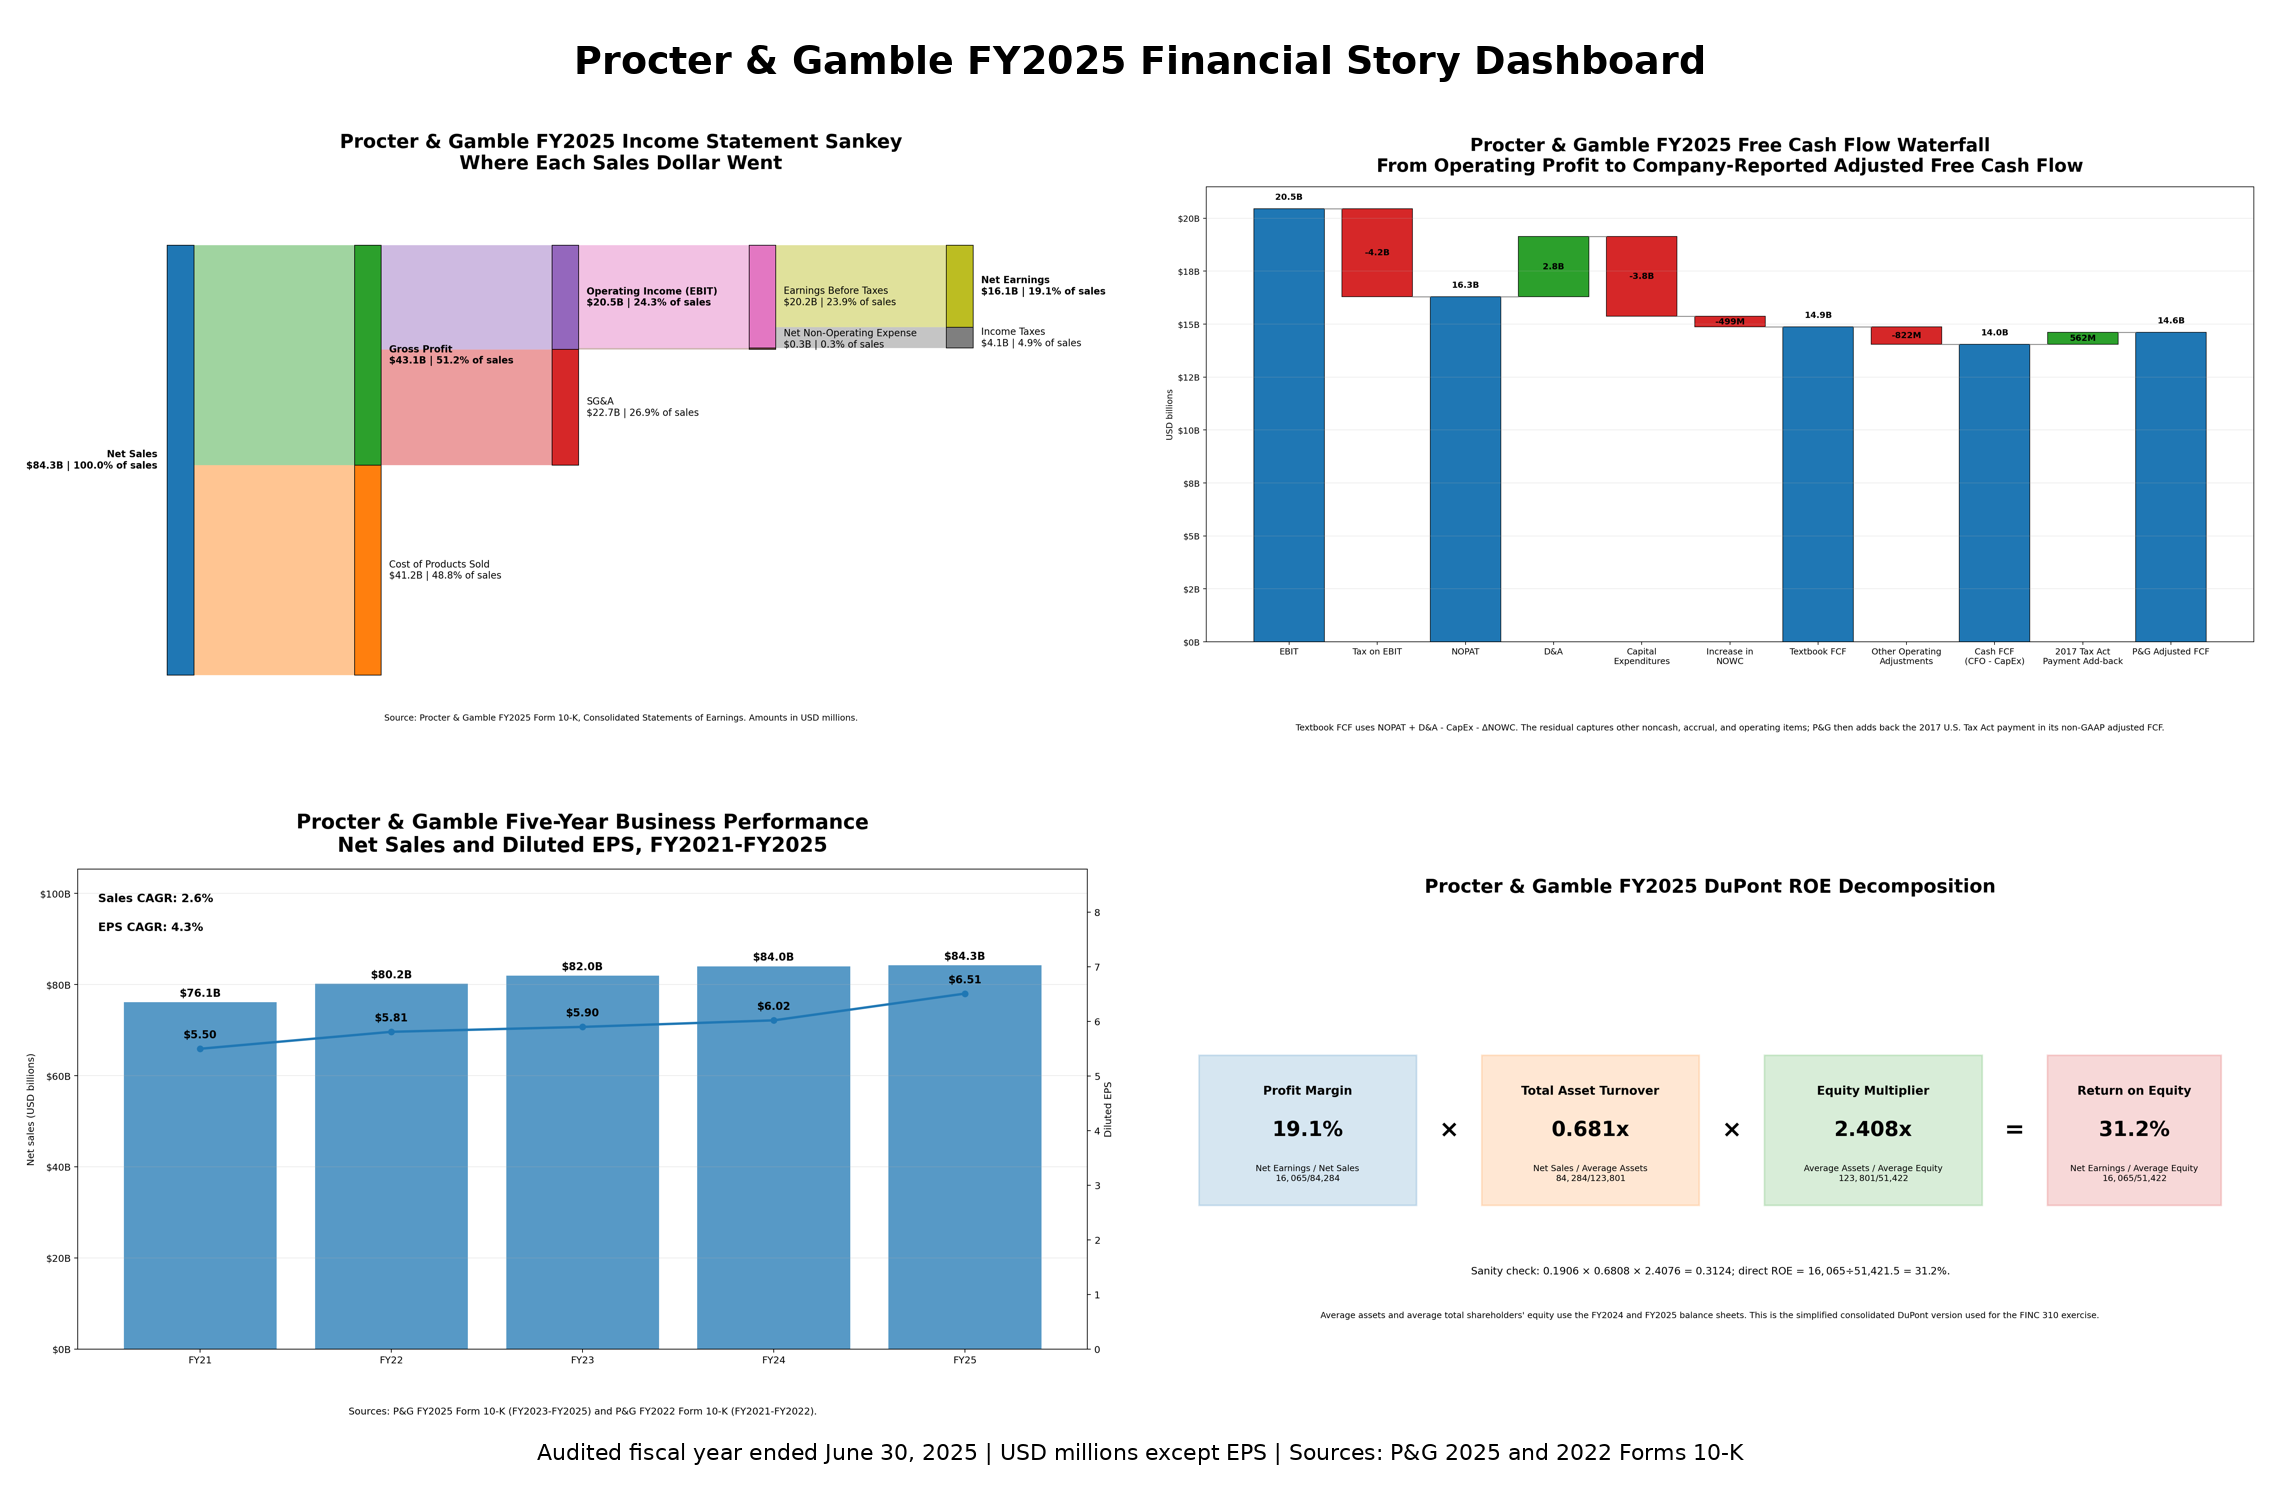 Procter & Gamble FY2025 Financial Story Dashboard
Procter & Gamble FY2025 Income Statement Sankey
Where Each Sales Dollar Went
Net Sales
$84.3B | 100.0% of sales
Gross Profit
$43.1B | 51.2% of sales
Cost of Products Sold
$41.2B | 48.8% of sales
Operating Income (EBIT)
$20.5B | 24.3% of sales
SG&A
$22.7B | 26.9% of sales
Earnings Before Taxes
$20.2B | 23.9% of sales
Net Non-Operating Expense
$0.3B | 0.3% of sales
Net Earnings
$16.1B | 19.1% of sales
Income Taxes
$4.1B | 4.9% of sales
Source: Procter & Gamble FY2025 Form 10-K, Consolidated Statements of Earnings. Amounts in USD millions.
Procter & Gamble FY2025 Free Cash Flow Waterfall
From Operating Profit to Company-Reported Adjusted Free Cash Flow
USD billions
$20B
$18B
$15B
$12B
$10B
$8B
$5B
$2B
$0B
20.5B
-4.2B
16.3B
2.8B
-3.8B
-499M
14.9B
-822M
14.0B
562M
14.6B
EBIT
Tax on EBIT
NOPAT
D&A
Capital
Expenditures
Increase in
NOWC
Textbook FCF
Other Operating
Adjustments
Cash FCF
(CFO - CapEx)
2017 Tax Act
Payment Add-back
P&G Adjusted FCF
Textbook FCF uses NOPAT + D&A - CapEx - ΔNOWC. The residual captures other noncash, accrual, and operating items; P&G then adds back the 2017 U.S. Tax Act payment in its non-GAAP adjusted FCF.
Procter & Gamble Five-Year Business Performance
Net Sales and Diluted EPS, FY2021-FY2025
Sales CAGR: 2.6%
EPS CAGR: 4.3%
Net sales (USD billions)
$100B
$80B
$60B
$40B
$20B
$0B
$76.1B
$80.2B
$82.0B
$84.0B
$84.3B
$5.50
$5.81
$5.90
$6.02
$6.51
FY21
FY22
FY23
FY24
FY25
8
7
6
5
4
3
2
1
0
Diluted EPS
Sources: P&G FY2025 Form 10-K (FY2023-FY2025) and P&G FY2022 Form 10-K (FY2021-FY2022).
Procter & Gamble FY2025 DuPont ROE Decomposition
Profit Margin
19.1%
Net Earnings / Net Sales
16, 065/84,284
×
Total Asset Turnover
0.681x
Net Sales / Average Assets
84, 284/123,801
×
Equity Multiplier
2.408x
Average Assets / Average Equity
123, 801/51,422
=
Return on Equity
31.2%
Net Earnings / Average Equity
16, 065/51,422
Sanity check: 0.1906 × 0.6808 × 2.4076 = 0.3124; direct ROE = 16, 065÷51,421.5 = 31.2%.
Average assets and average total shareholders' equity use the FY2024 and FY2025 balance sheets. This is the simplified consolidated DuPont version used for the FINC 310 exercise.
Audited fiscal year ended June 30, 2025 | USD millions except EPS | Sources: P&G 2025 and 2022 Forms 10-K